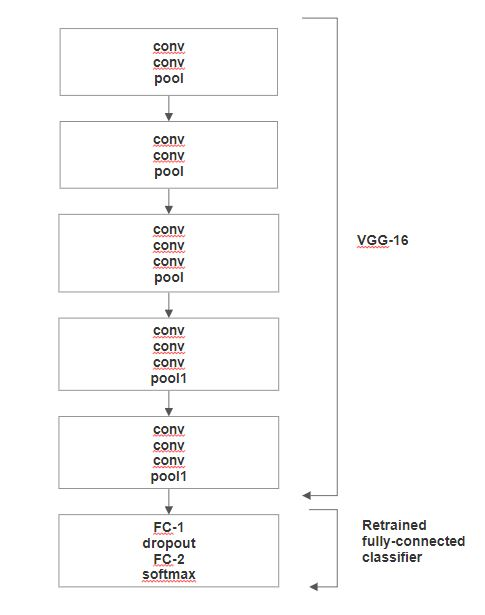 conv
conv
pool
conv
conv
pool
conv
conv
conv
pool
conv
conv
conv
pool1
conv
conv
conv
pool1
VGG-16
FC-1
dropout
FC-2
softmax
Retrained
fully-connected
classifier